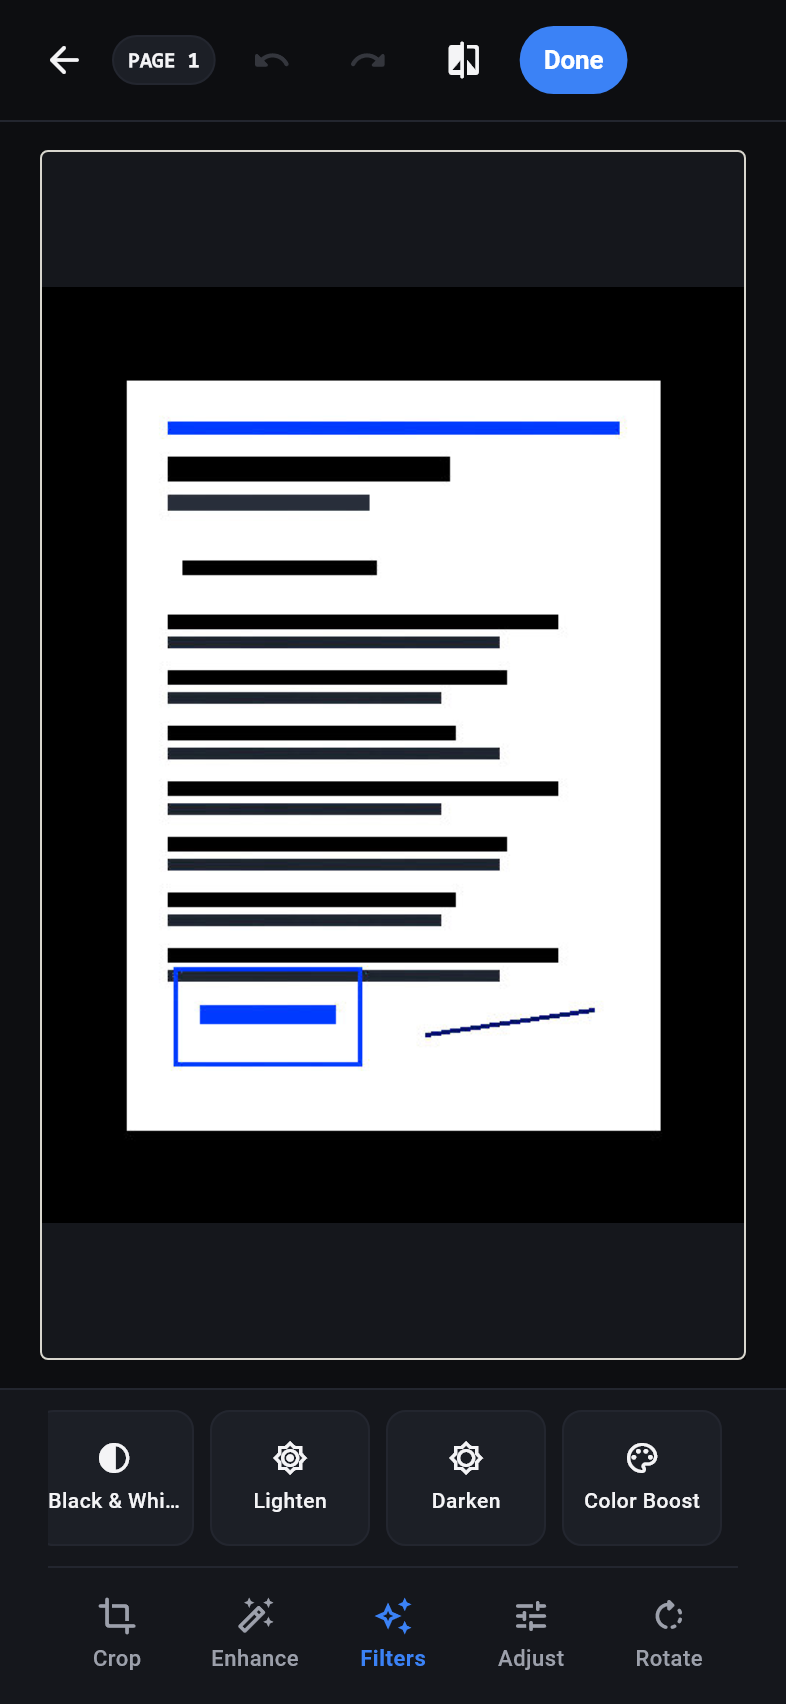 PAGE 1
Done
Black & Whi...
Lighten
Darken
Color Boost
Crop
Enhance
Filters
Adjust
Rotate